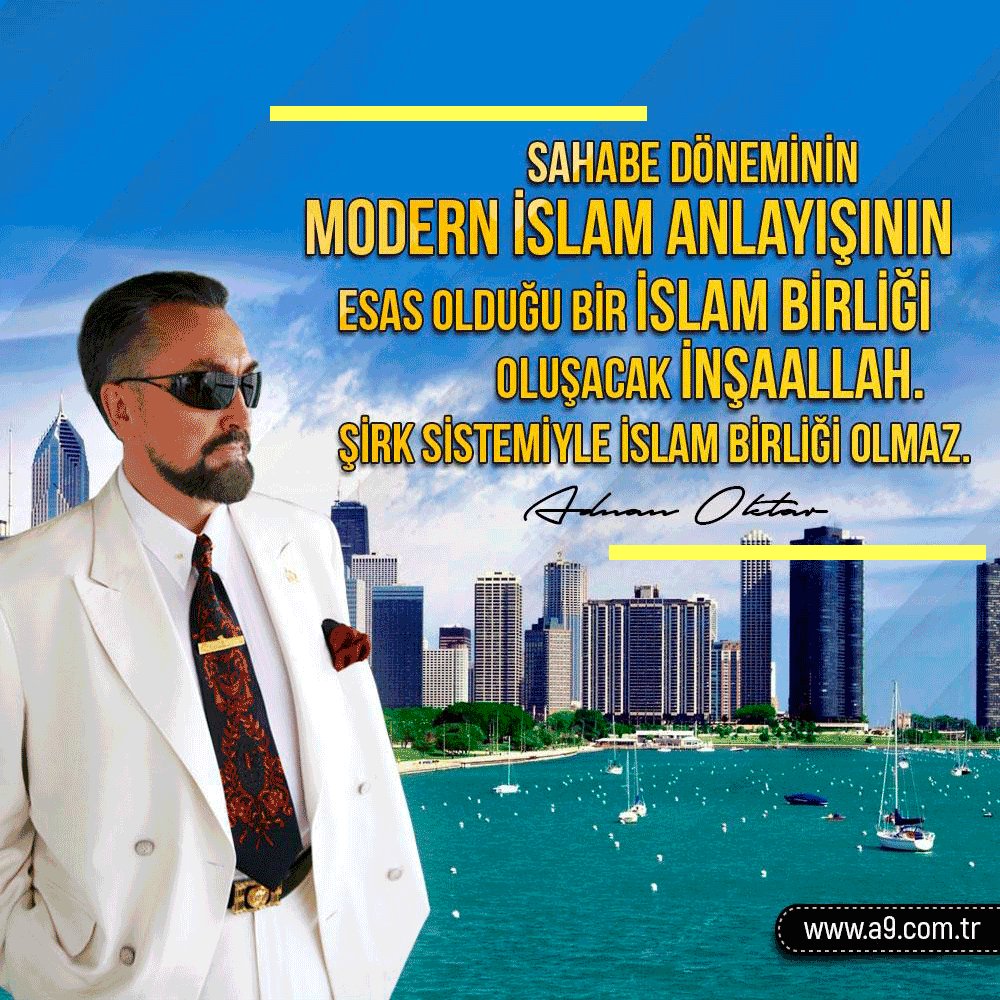 SAHABE DÖNEMİNİN
MODERN İSLAM ANLAYIŞININ
ESAS OLDUĞU BİR İSLAM BİRLİĞİ
OLUŞACAK İNŞAALLAH.
ŞİRK SİSTEMİYLE İSLAM BİRLİĞİ OLMAZ.
Adnan Oktar
www.a9.com.tr